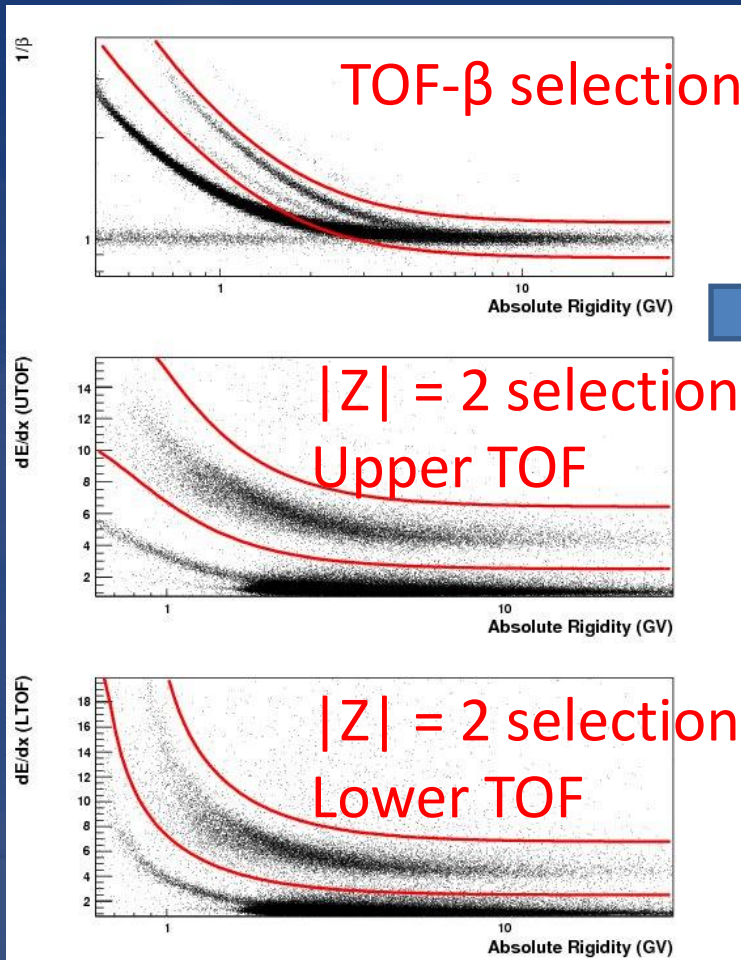 1/β
TOF-β selection
1
1
10
Absolute Rigidity (GV)
dE/dx (UTOF)
14
12
10
8
6
4
2
|Z| = 2 selection
Upper TOF
1
10
Absolute Rigidity (GV)
dE/dx (LTOF)
18
16
14
12
10
8
6
4
2
|Z| = 2 selection
Lower TOF
1
10
Absolute Rigidity (GV)